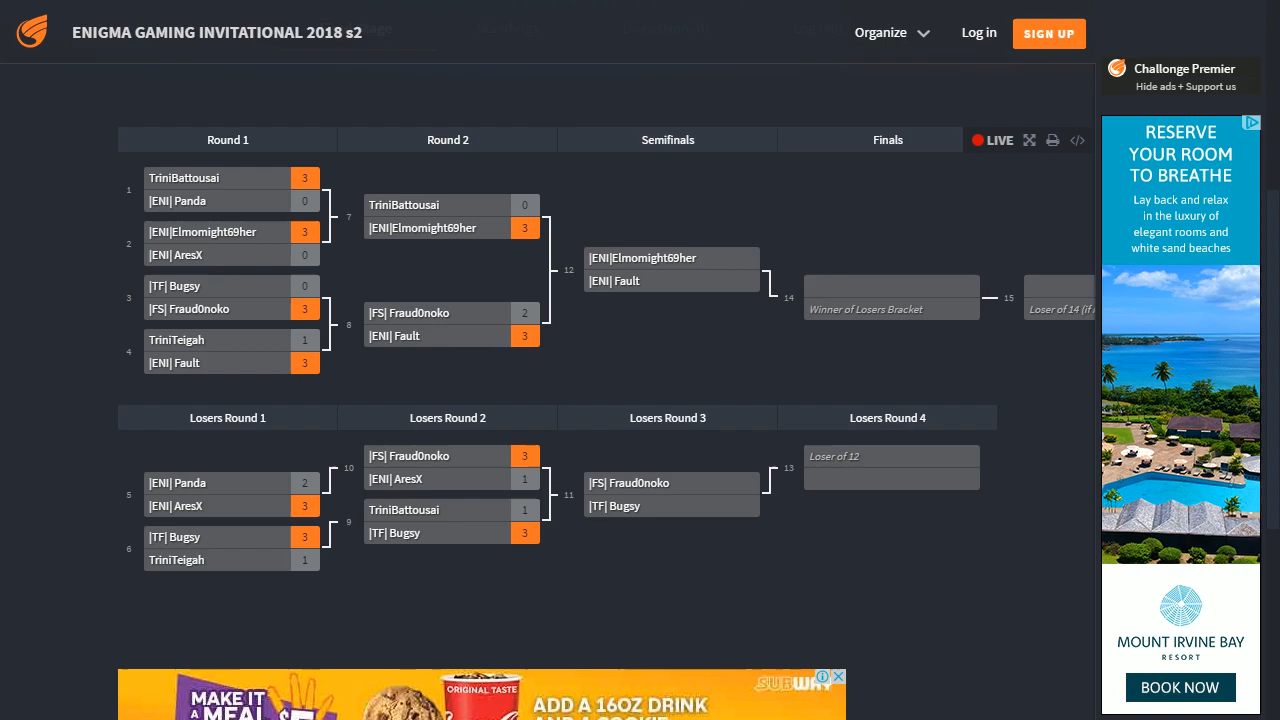 ENIGMA GAMING INVITATIONAL 2018 s2
Organize
Log in
SIGN UP
Challonge Premier
Hide ads + Support us
Round 1
Round 2
Semifinals
Finals
LIVE
1
TriniBattousai 3
|ENI| Panda 0
2
|ENI|Elmomight69her 3
|ENI| AresX 0
3
|TF| Bugsy 0
|FS| Fraud0noko 3
4
TriniTeigah 1
|ENI| Fault 3
7
TriniBattousai 0
|ENI|Elmomight69her 3
8
|FS| Fraud0noko 2
|ENI| Fault 3
12
|ENI|Elmomight69her
|ENI| Fault
14
Winner of Losers Bracket
15
Loser of 14 (if
Losers Round 1
Losers Round 2
Losers Round 3
Losers Round 4
5
|ENI| Panda 2
|ENI| AresX 3
6
|TF| Bugsy 3
TriniTeigah 1
10
|FS| Fraud0noko 3
|ENI| AresX 1
9
TriniBattousai 1
|TF| Bugsy 3
11
|FS| Fraud0noko
|TF| Bugsy
13
Loser of 12
RESERVE
YOUR ROOM
TO BREATHE
Lay back and relax
in the luxury of
elegant rooms and
white sand beaches
MOUNT IRVINE BAY
RESORT
BOOK NOW
MAKE IT
A MEAL
$5
ORIGINAL TASTE
ADD A 16OZ DRINK
AND A COOKIE
SUBWAY